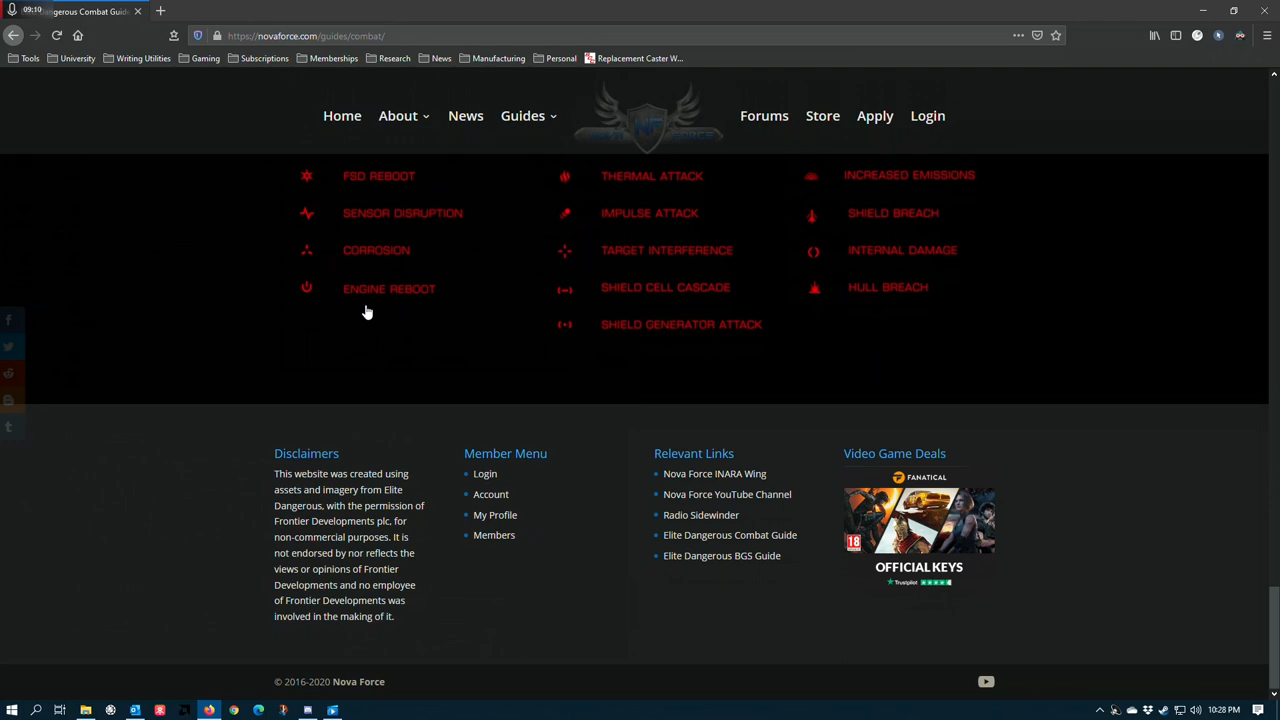 09:10
Dangerous Combat Guide
https://novaforce.com/guides/combat/
Tools University Writing Utilities Gaming Subscriptions Memberships Research News Manufacturing Personal Replacement Caster W...
Home About News Guides Forums Store Apply Login
NF
FSD REBOOT THERMAL ATTACK INCREASED EMISSIONS
SENSOR DISRUPTION IMPULSE ATTACK SHIELD BREACH
CORROSION TARGET INTERFERENCE INTERNAL DAMAGE
ENGINE REBOOT SHIELD CELL CASCADE HULL BREACH
SHIELD GENERATOR ATTACK
Disclaimers
This website was created using
assets and imagery from Elite
Dangerous, with the permission of
Frontier Developments plc, for
non-commercial purposes. It is
not endorsed by nor reflects the
views or opinions of Frontier
Developments and no employee
of Frontier Developments was
involved in the making of it.
Member Menu
Login
Account
My Profile
Members
Relevant Links
Nova Force INARA Wing
Nova Force YouTube Channel
Radio Sidewinder
Elite Dangerous Combat Guide
Elite Dangerous BGS Guide
Video Game Deals
FANATICAL
18
OFFICIAL KEYS
Trustpilot
© 2016-2020 Nova Force
10:28 PM